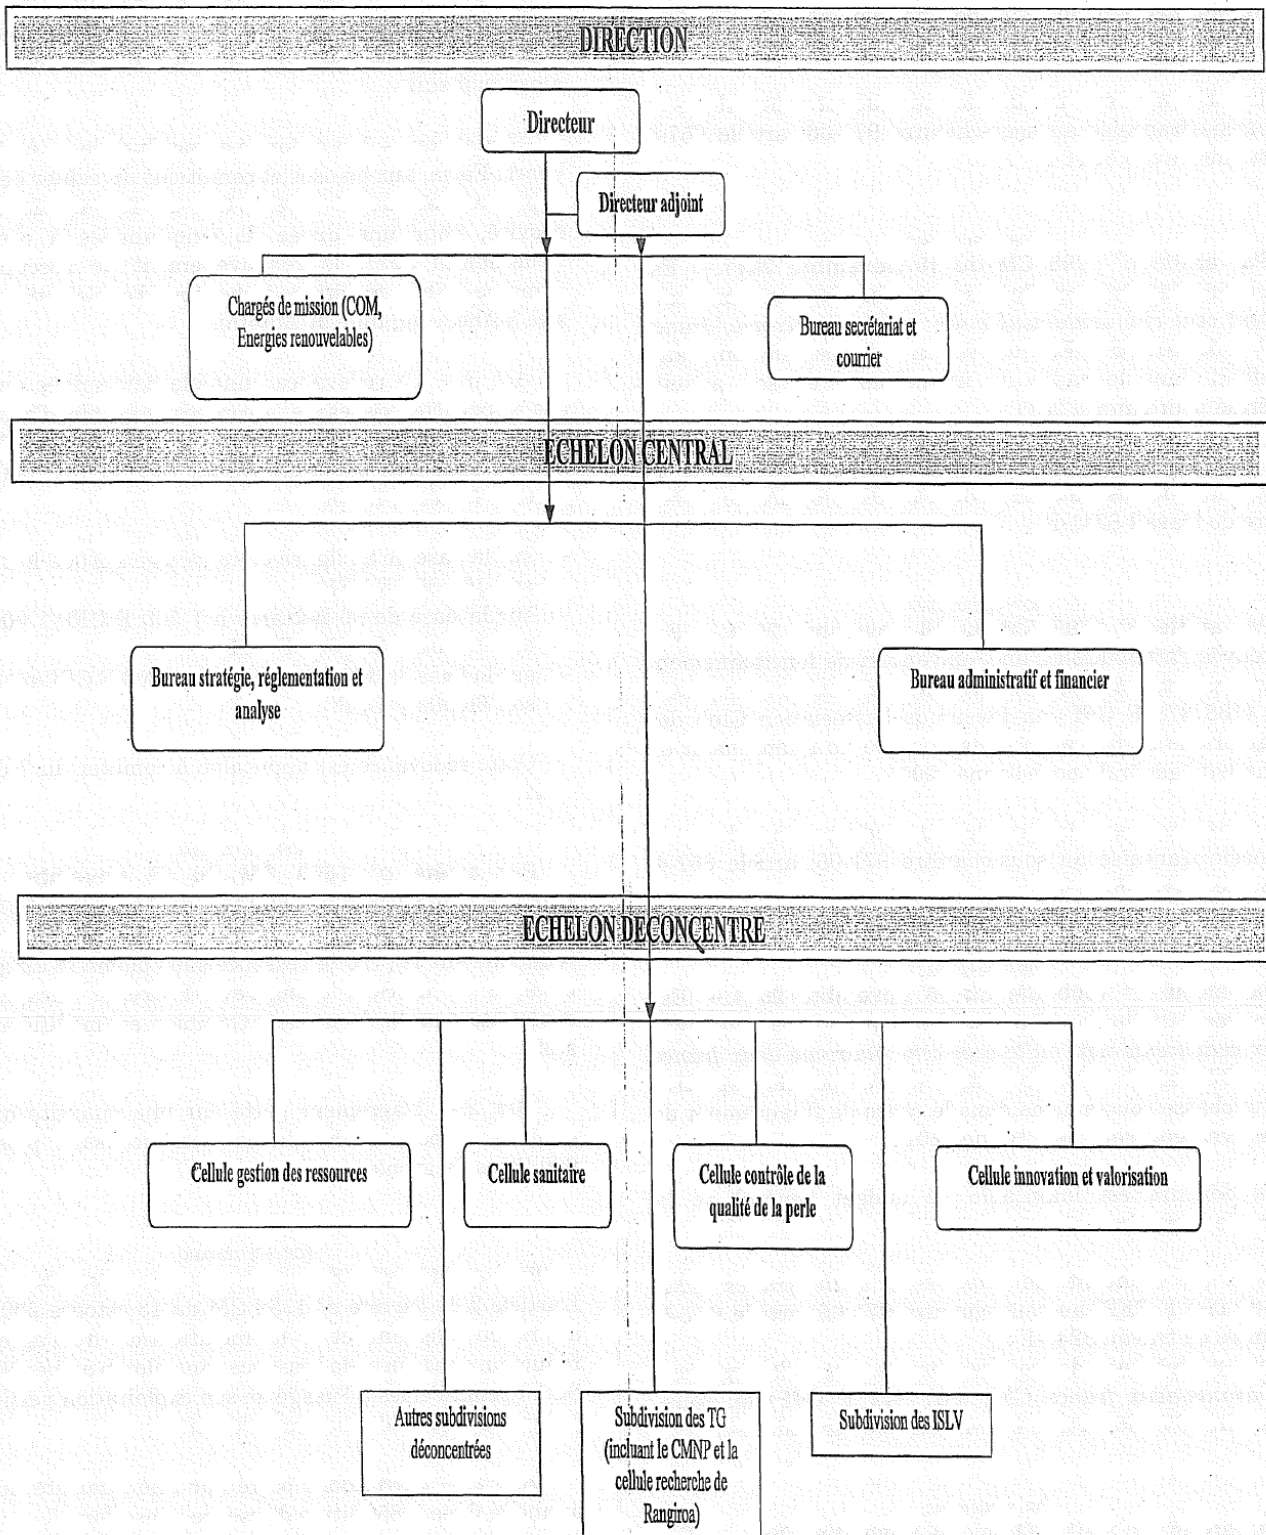 DIRECTION
Directeur
Directeur adjoint
Chargés de mission (COM,
Energies renouvelables)
Bureau secrétariat et
courrier
ECHELON CENTRAL
Bureau stratégie, réglementation et
analyse
Bureau administratif et financier
ECHELON DECONCENTRE
Cellule gestion des ressources
Cellule sanitaire
Cellule contrôle de la
qualité de la perle
Cellule innovation et valorisation
Autres subdivisions
déconcentrées
Subdivision des TG
(incluant le CMNP et la
cellule recherche de
Rangiroa)
Subdivision des ISLV